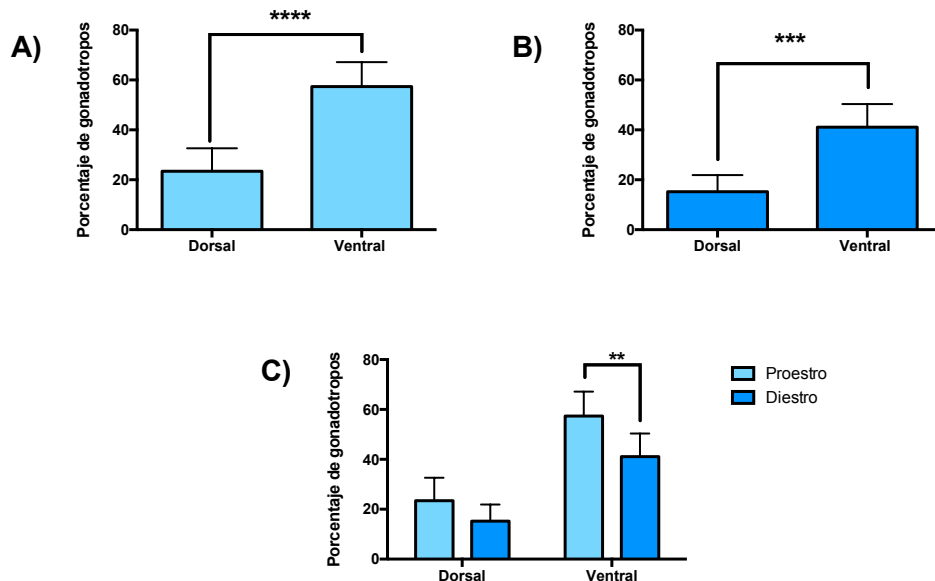 A)
Porcentaje de gonadotropos
80
60
40
20
0
****
Dorsal Ventral
B)
Porcentaje de gonadotropos
80
60
40
20
0
***
Dorsal Ventral
C)
Porcentaje de gonadotropos
80
60
40
20
0
**
Dorsal Ventral
Proestro
Diestro